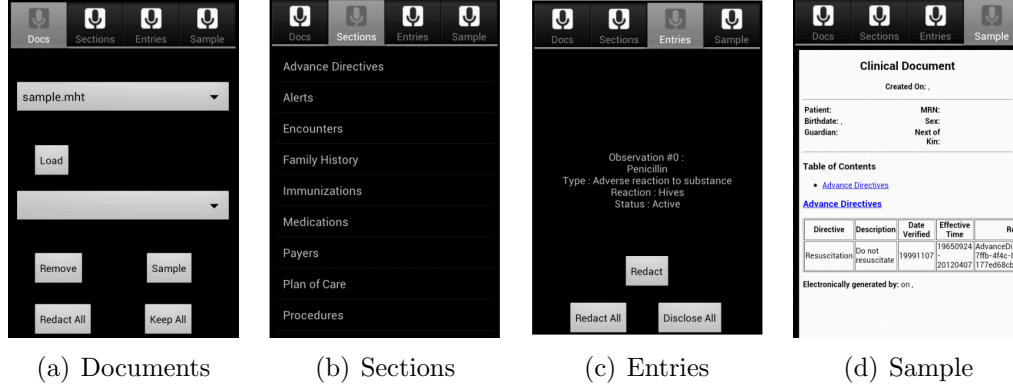 Docs Sections Entries Sample
sample.mht
Load
Remove Sample
Redact All Keep All
(a) Documents
Docs Sections Entries Sample
Advance Directives
Alerts
Encounters
Family History
Immunizations
Medications
Payers
Plan of Care
Procedures
(b) Sections
Docs Sections Entries Sample
Observation #0 :
Penicillin
Type : Adverse reaction to substance
Reaction : Hives
Status : Active
Redact
Redact All Disclose All
(c) Entries
Docs Sections Entries Sample
Clinical Document
Created On: ,
Patient: MRN:
Birthdate: , Sex:
Guardian: Next of
Kin:
Table of Contents
• Advance Directives
Advance Directives
Directive Description Date Verified Effective Time Re
Resuscitation Do not resuscitate 19991107 19650924 - 20120407 AdvanceDi 7ffb-4f4c-b 177ed68cb
Electronically generated by: on ,
(d) Sample